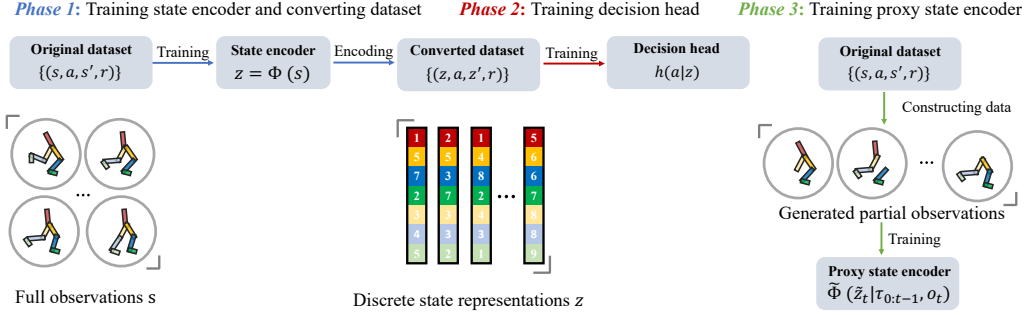 Phase 1: Training state encoder and converting dataset
Phase 2: Training decision head
Phase 3: Training proxy state encoder
Original dataset
{(s, a, s′, r)}
Training
State encoder
z = Φ (s)
Encoding
Converted dataset
{(z, a, z′, r)}
Training
Decision head
h(a|z)
Original dataset
{(s, a, s′, r)}
Constructing data
...
Full observations s
1 2 1 5
5 5 4 6
7 3 8 6
2 7 2 7
3 3 4 8
4 3 3 8
5 2 1 9
...
Discrete state representations z
...
Generated partial observations
Training
Proxy state encoder
Φ̃ (z̃ₜ|τ₀:ₜ₋₁, oₜ)